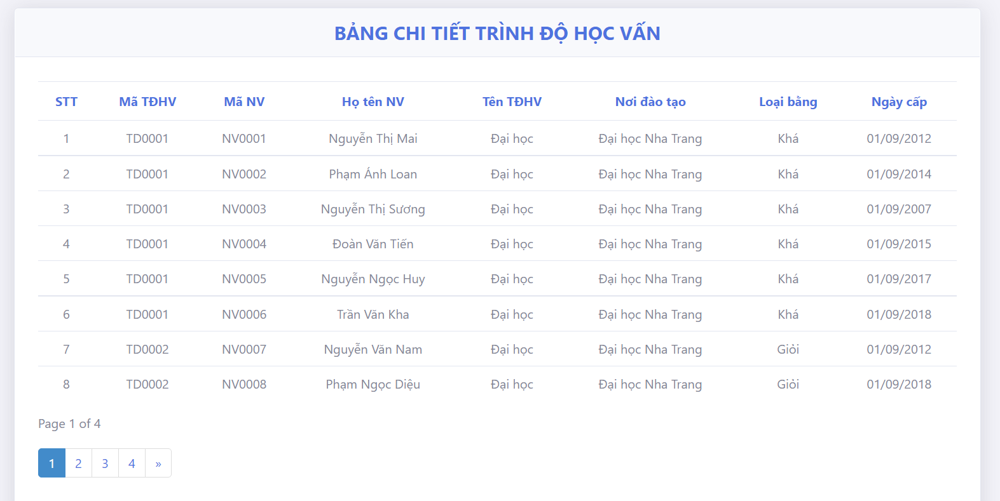 BẢNG CHI TIẾT TRÌNH ĐỘ HỌC VẤN
STT Mã TĐHV Mã NV Họ tên NV Tên TĐHV Nơi đào tạo Loại bằng Ngày cấp
1 TD0001 NV0001 Nguyễn Thị Mai Đại học Đại học Nha Trang Khá 01/09/2012
2 TD0001 NV0002 Phạm Ánh Loan Đại học Đại học Nha Trang Khá 01/09/2014
3 TD0001 NV0003 Nguyễn Thị Sương Đại học Đại học Nha Trang Khá 01/09/2007
4 TD0001 NV0004 Đoàn Văn Tiến Đại học Đại học Nha Trang Khá 01/09/2015
5 TD0001 NV0005 Nguyễn Ngọc Huy Đại học Đại học Nha Trang Khá 01/09/2017
6 TD0001 NV0006 Trần Văn Kha Đại học Đại học Nha Trang Khá 01/09/2018
7 TD0002 NV0007 Nguyễn Văn Nam Đại học Đại học Nha Trang Giỏi 01/09/2012
8 TD0002 NV0008 Phạm Ngọc Diệu Đại học Đại học Nha Trang Giỏi 01/09/2018
Page 1 of 4
1 2 3 4 »